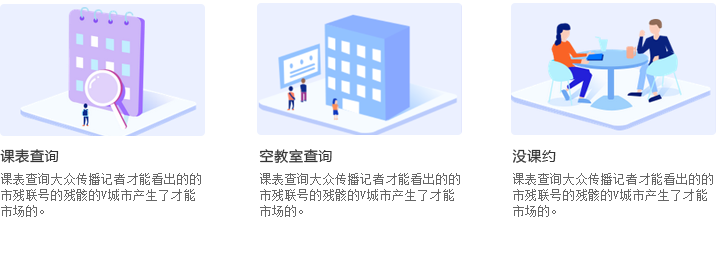 课表查询
课表查询大众传播记者才能看出的的
市残联号的残骸的V城市产生了才能
市场的。
空教室查询
课表查询大众传播记者才能看出的的
市残联号的残骸的V城市产生了才能
市场的。
没课约
课表查询大众传播记者才能看出的的
市残联号的残骸的V城市产生了才能
市场的。